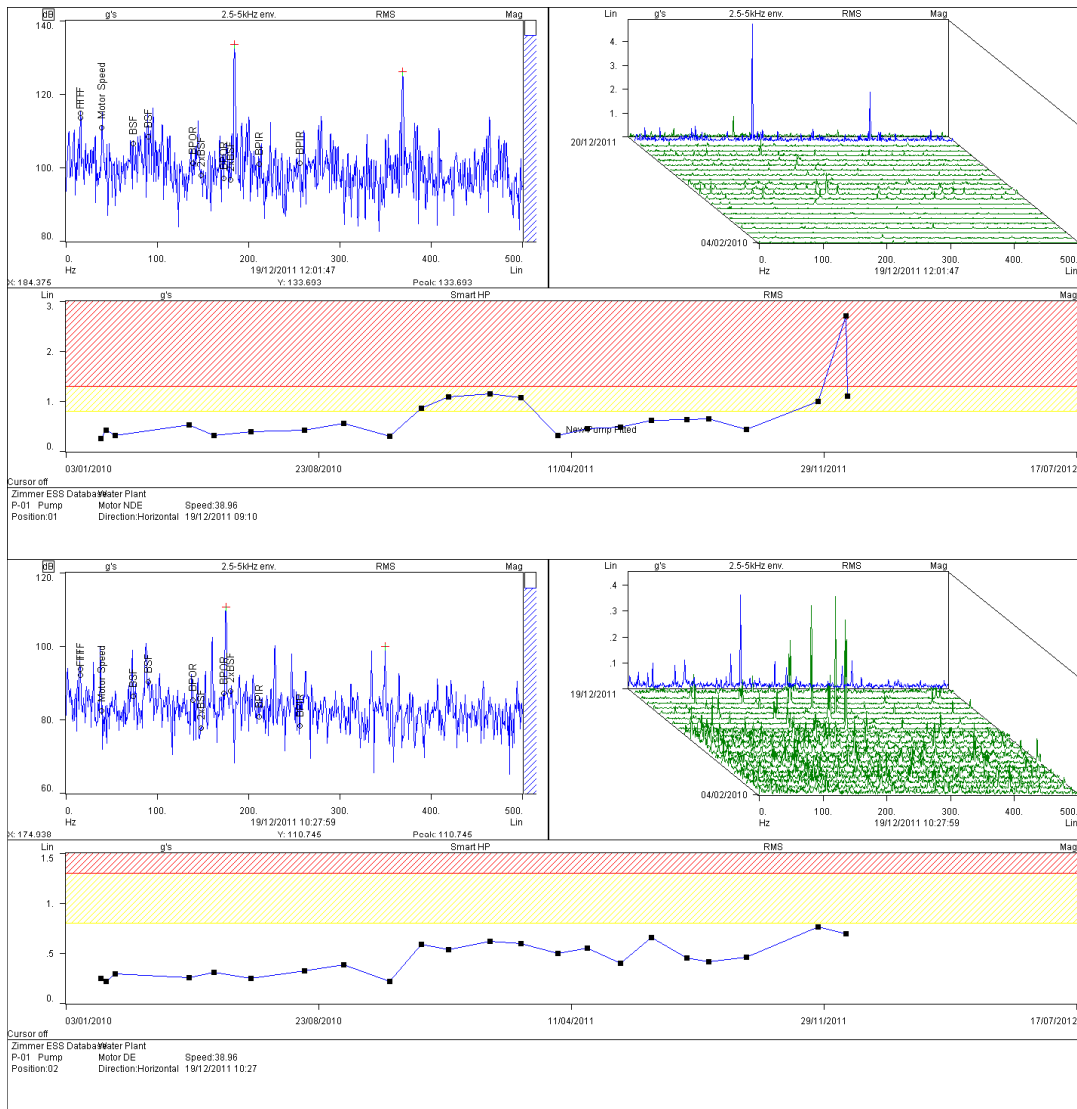 dB g's 2.5-5kHz env. RMS Mag
140.
120.
100.
80.
FTF
Motor Speed
BSF
BSF
BPOR
2xBSF
BPOR
2xBSF
BPIR
BPIR
0. 100. 200. 300. 400. 500.
Hz 19/12/2011 12:01:47 Lin
X: 184.375 Y: 133.693 Peak: 133.693
Lin g's 2.5-5kHz env. RMS Mag
4.
3.
2.
1.
20/12/2011
04/02/2010
0. 100. 200. 300. 400. 500.
Hz 19/12/2011 12:01:47 Lin
Lin g's Smart HP RMS Mag
3.
2.
1.
0.
New Pump Fitted
03/01/2010 23/08/2010 11/04/2011 29/11/2011 17/07/2012
Cursor off
Zimmer ESS Database Water Plant
P-01 Pump Motor NDE Speed:38.96
Position:01 Direction:Horizontal 19/12/2011 09:10
dB g's 2.5-5kHz env. RMS Mag
120.
100.
80.
60.
FTF
Motor Speed
BSF
BSF
BPOR
2xBSF
BPOR
2xBSF
BPIR
BPIR
0. 100. 200. 300. 400. 500.
Hz 19/12/2011 10:27:59 Lin
X: 174.938 Y: 110.745 Peak: 110.745
Lin g's 2.5-5kHz env. RMS Mag
.4
.3
.2
.1
19/12/2011
04/02/2010
0. 100. 200. 300. 400. 500.
Hz 19/12/2011 10:27:59 Lin
Lin g's Smart HP RMS Mag
1.5
1.
.5
0.
03/01/2010 23/08/2010 11/04/2011 29/11/2011 17/07/2012
Cursor off
Zimmer ESS Database Water Plant
P-01 Pump Motor DE Speed:38.96
Position:02 Direction:Horizontal 19/12/2011 10:27